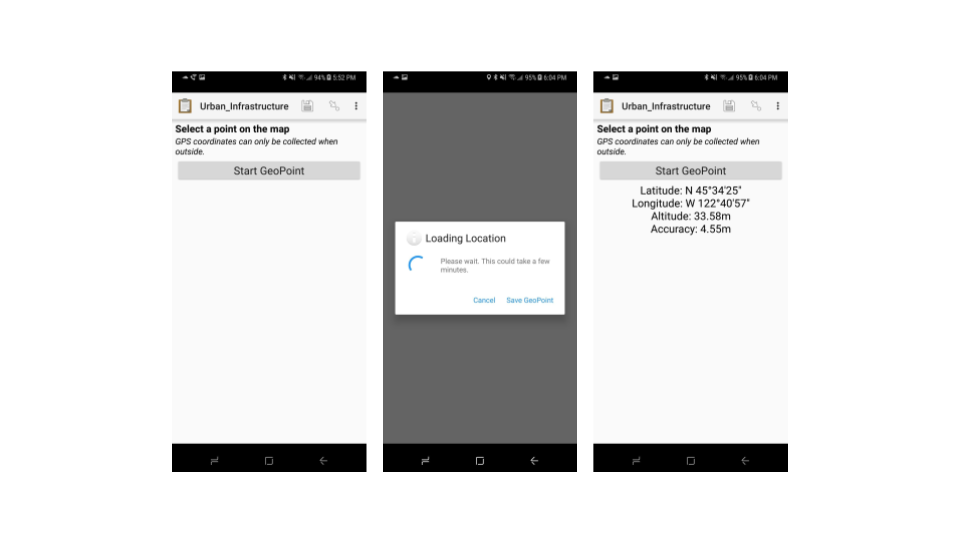 94% 5:52 PM
Urban_Infrastructure
Select a point on the map
GPS coordinates can only be collected when
outside.
Start GeoPoint
95% 6:04 PM
Loading Location
Please wait. This could take a few
minutes.
Cancel Save GeoPoint
95% 6:04 PM
Urban_Infrastructure
Select a point on the map
GPS coordinates can only be collected when
outside.
Start GeoPoint
Latitude: N 45°34'25"
Longitude: W 122°40'57"
Altitude: 33.58m
Accuracy: 4.55m